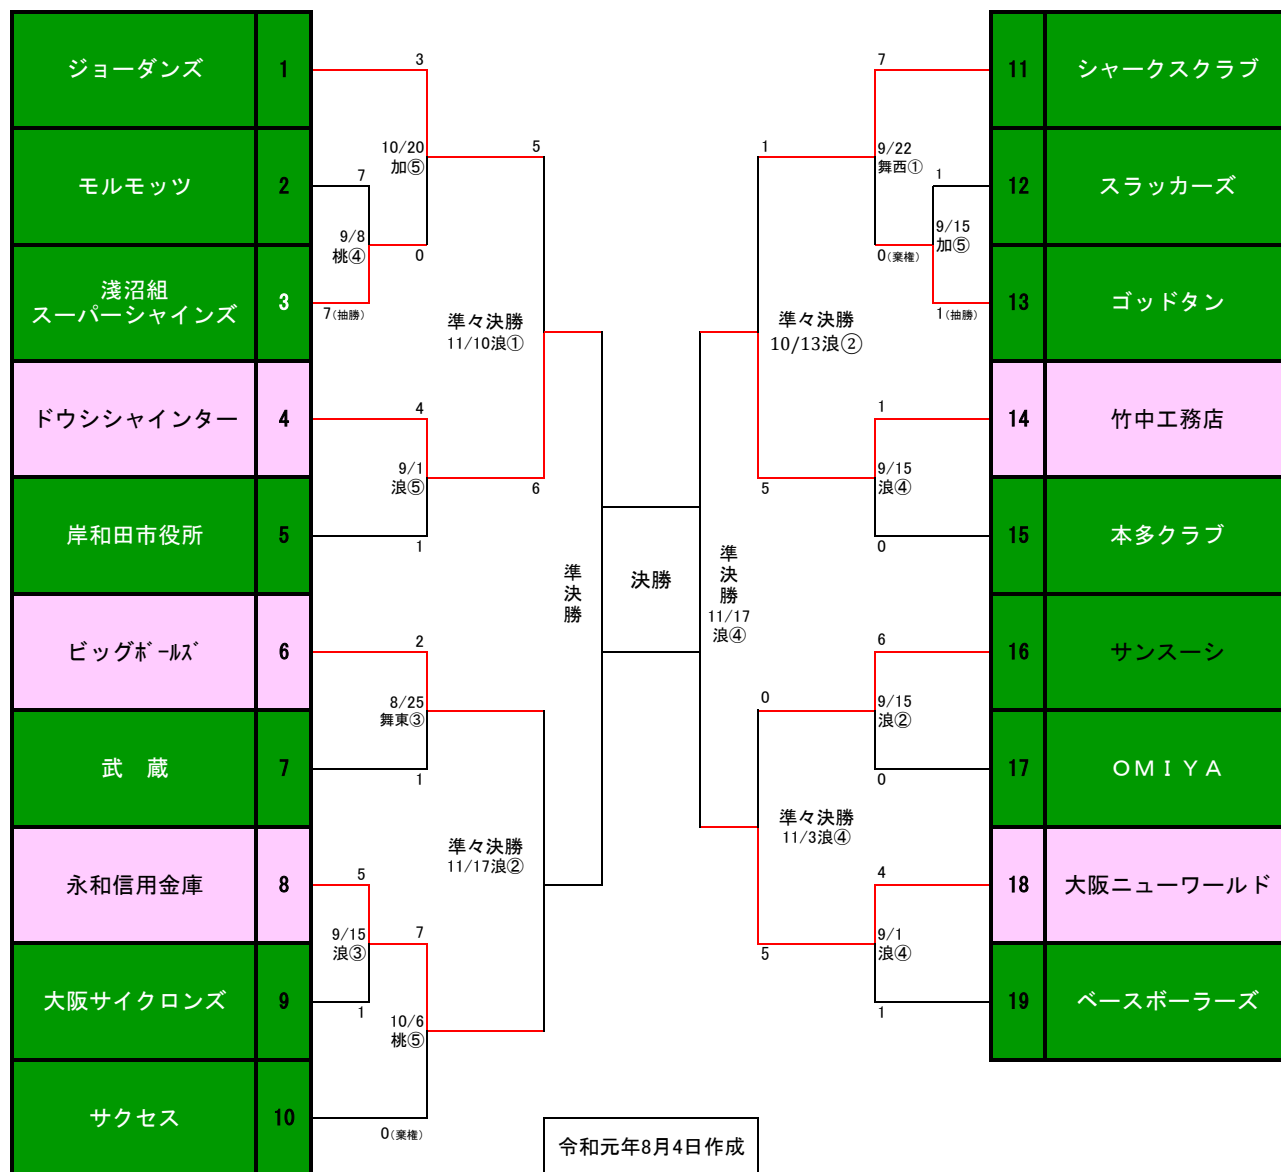 ジョーダンズ 1
モルモッツ 2
淺沼組
スーパーシャインズ 3
ドウシシャインター 4
岸和田市役所 5
ビッグﾎﾞｰﾙｽﾞ 6
武　蔵 7
永和信用金庫 8
大阪サイクロンズ 9
サクセス 10
3
10/20
加⑤
7
9/8
桃④
0
7(抽勝)
5
準々決勝
11/10浪①
4
9/1
浪⑤
6
1
準決勝
2
8/25
舞東③
1
準々決勝
11/17浪②
5
9/15
浪③
7
1
10/6
桃⑤
0(棄権)
決勝
令和元年8月4日作成
7
1
9/22
舞西①
1
9/15
加⑤
0(棄権)
1(抽勝)
準々決勝
10/13浪②
1
9/15
浪④
5
0
準決勝
11/17
浪④
6
0
9/15
浪②
0
準々決勝
11/3浪④
4
9/1
浪④
5
1
11 シャークスクラブ
12 スラッカーズ
13 ゴッドタン
14 竹中工務店
15 本多クラブ
16 サンスーシ
17 ＯＭＩＹＡ
18 大阪ニューワールド
19 ベースボーラーズ